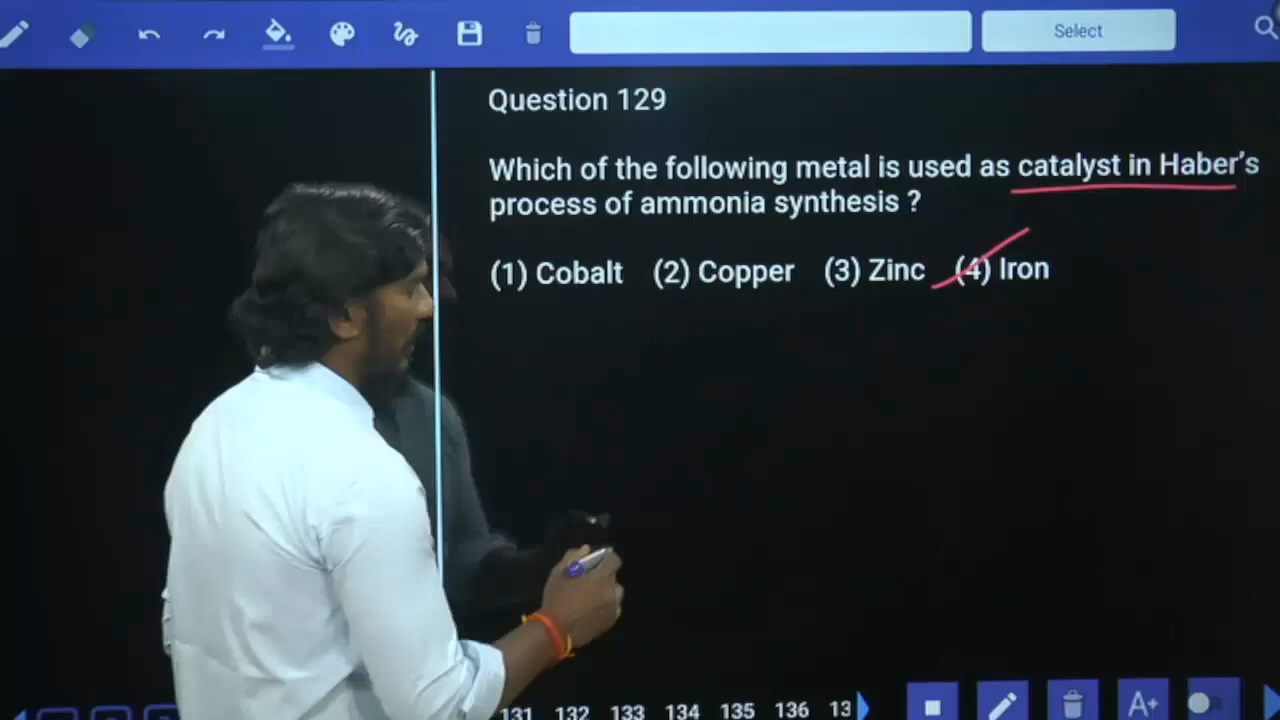 Select
Question 129
Which of the following metal is used as catalyst in Haber's
process of ammonia synthesis ?
(1) Cobalt (2) Copper (3) Zinc (4) Iron
131 132 133 134 135 136 13
A+